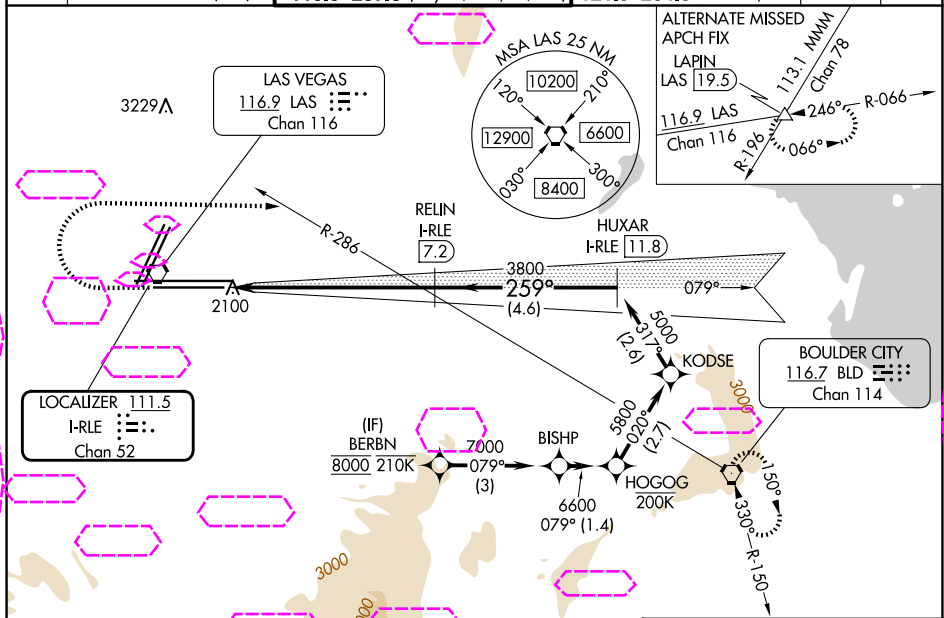 ALTERNATE MISSED
APCH FIX
LAPIN
LAS 19.5
113.1 MMM
Chan 78
116.9 LAS
Chan 116
246°
R-066
066°
R-196
MSA LAS 25 NM
10200
120°
210°
12900
6600
030°
300°
8400
LAS VEGAS
116.9 LAS
Chan 116
3229
RELIN
I-RLE
7.2
HUXAR
I-RLE 11.8
R-286
3800
259°
(4.6)
079°
2100
5000
317°
(2.6)
KODSE
BOULDER CITY
116.7 BLD
Chan 114
3000
LOCALIZER 111.5
I-RLE
Chan 52
(IF)
BERBN
8000 210K
7000
079°
(3)
BISHP
5800
020°
(2.7)
HOGOG
200K
6600
079° (1.4)
150°
330°
R-150
3000